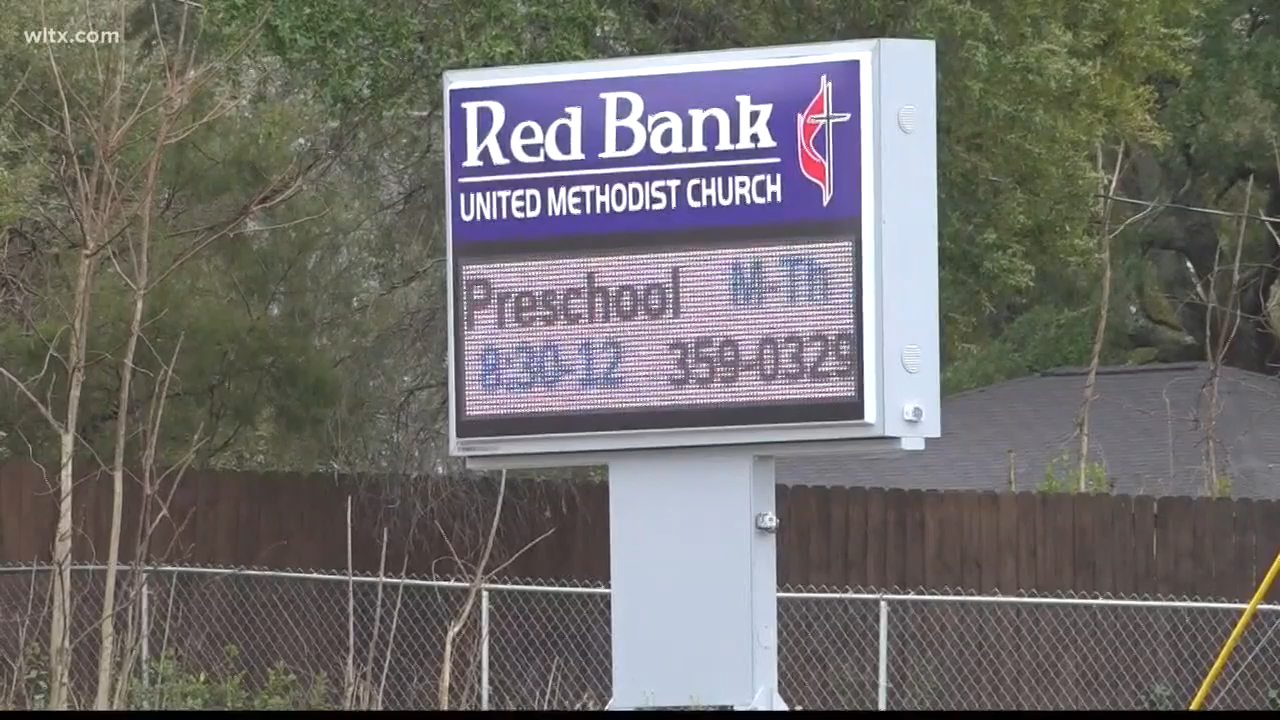 wltx.com
Red Bank
UNITED METHODIST CHURCH
Preschool M-Th
8:30-12 359-0329